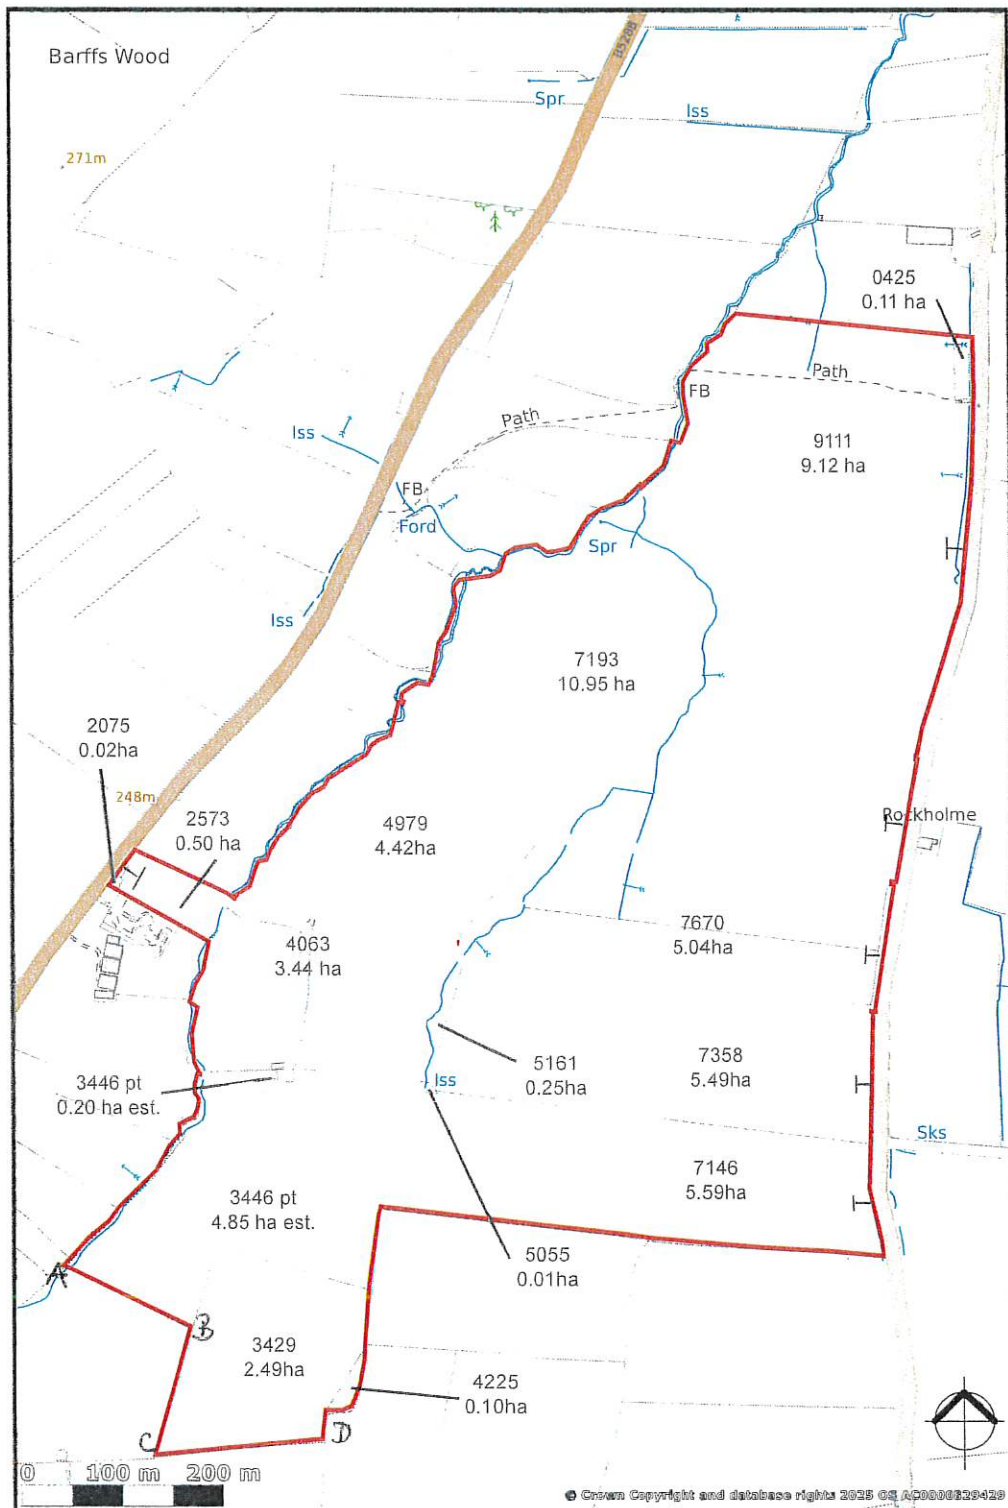 B5288
Barffs Wood
Spr
Iss
271m
0425
0.11 ha
Path
FB
Path
Iss
9111
9.12 ha
FB
Ford
Spr
Iss
7193
10.95 ha
2075
0.02ha
248m
2573
0.50 ha
4979
4.42ha
Rockholme
7670
5.04ha
4063
3.44 ha
5161
0.25ha
7358
5.49ha
3446 pt
0.20 ha est.
Iss
Sks
7146
5.59ha
3446 pt
4.85 ha est.
5055
0.01ha
A
B
3429
2.49ha
4225
0.10ha
C
D
0 100 m 200 m
© Crown Copyright and database rights 2025 OS AC0000829429